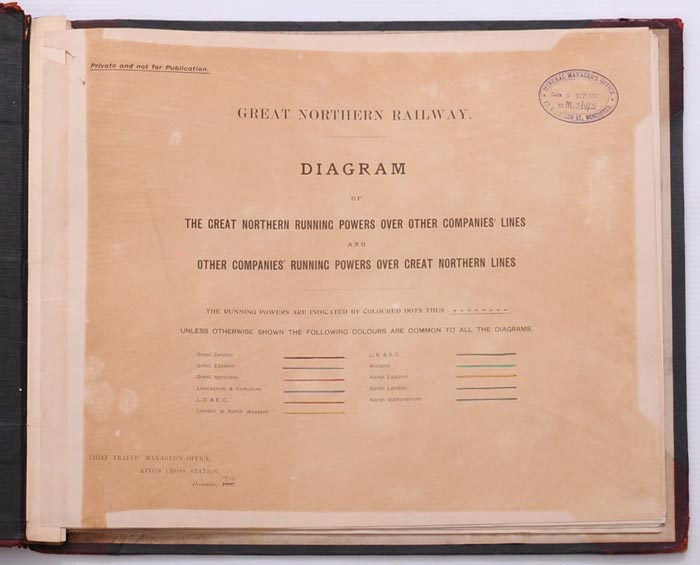 Private and not for Publication.
MINERAL MANAGER'S OFFICE
GREAT NORTHERN RAILWAY.
DIAGRAM
OF
THE GREAT NORTHERN RUNNING POWERS OVER OTHER COMPANIES' LINES
AND
OTHER COMPANIES' RUNNING POWERS OVER GREAT NORTHERN LINES
THE RUNNING POWERS ARE INDICATED BY COLOURED DOTS THUS
UNLESS OTHERWISE SHOWN THE FOLLOWING COLOURS ARE COMMON TO ALL THE DIAGRAMS.
Great Central
Great Eastern
Great Northern
Lancashire & Yorkshire
L. D. & E. C.
London & North Western
L. D. & E. C.
Midland
North Eastern
North London
North Staffordshire
CHIEF TRAFFIC MANAGER'S OFFICE,
KING'S CROSS STATION,
December, 1910